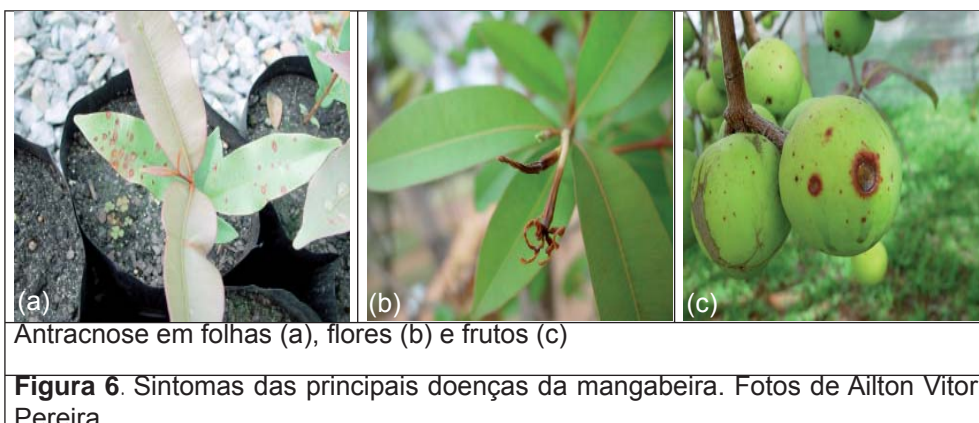 (a) (b) (c)
Antracnose em folhas (a), flores (b) e frutos (c)
Figura 6. Sintomas das principais doenças da mangabeira. Fotos de Ailton Vitor
Pereira